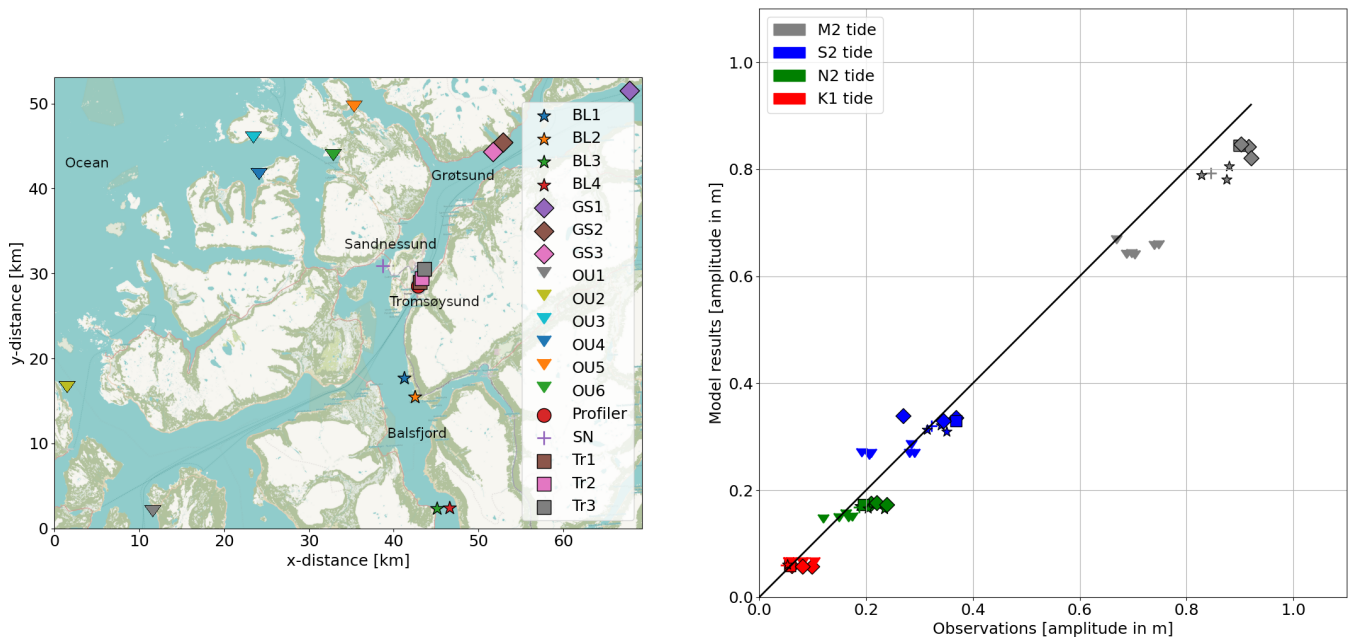 50
40
30
20
10
0
0
10
20
30
40
50
60
y-distance [km]
x-distance [km]
Ocean
Grøtsund
Sandnessund
Tromsøysund
Balsfjord
BL1
BL2
BL3
BL4
GS1
GS2
GS3
OU1
OU2
OU3
OU4
OU5
OU6
Profiler
SN
Tr1
Tr2
Tr3
M2 tide
S2 tide
N2 tide
K1 tide
1.0
0.8
0.6
0.4
0.2
0.0
0.0
0.2
0.4
0.6
0.8
1.0
Model results [amplitude in m]
Observations [amplitude in m]